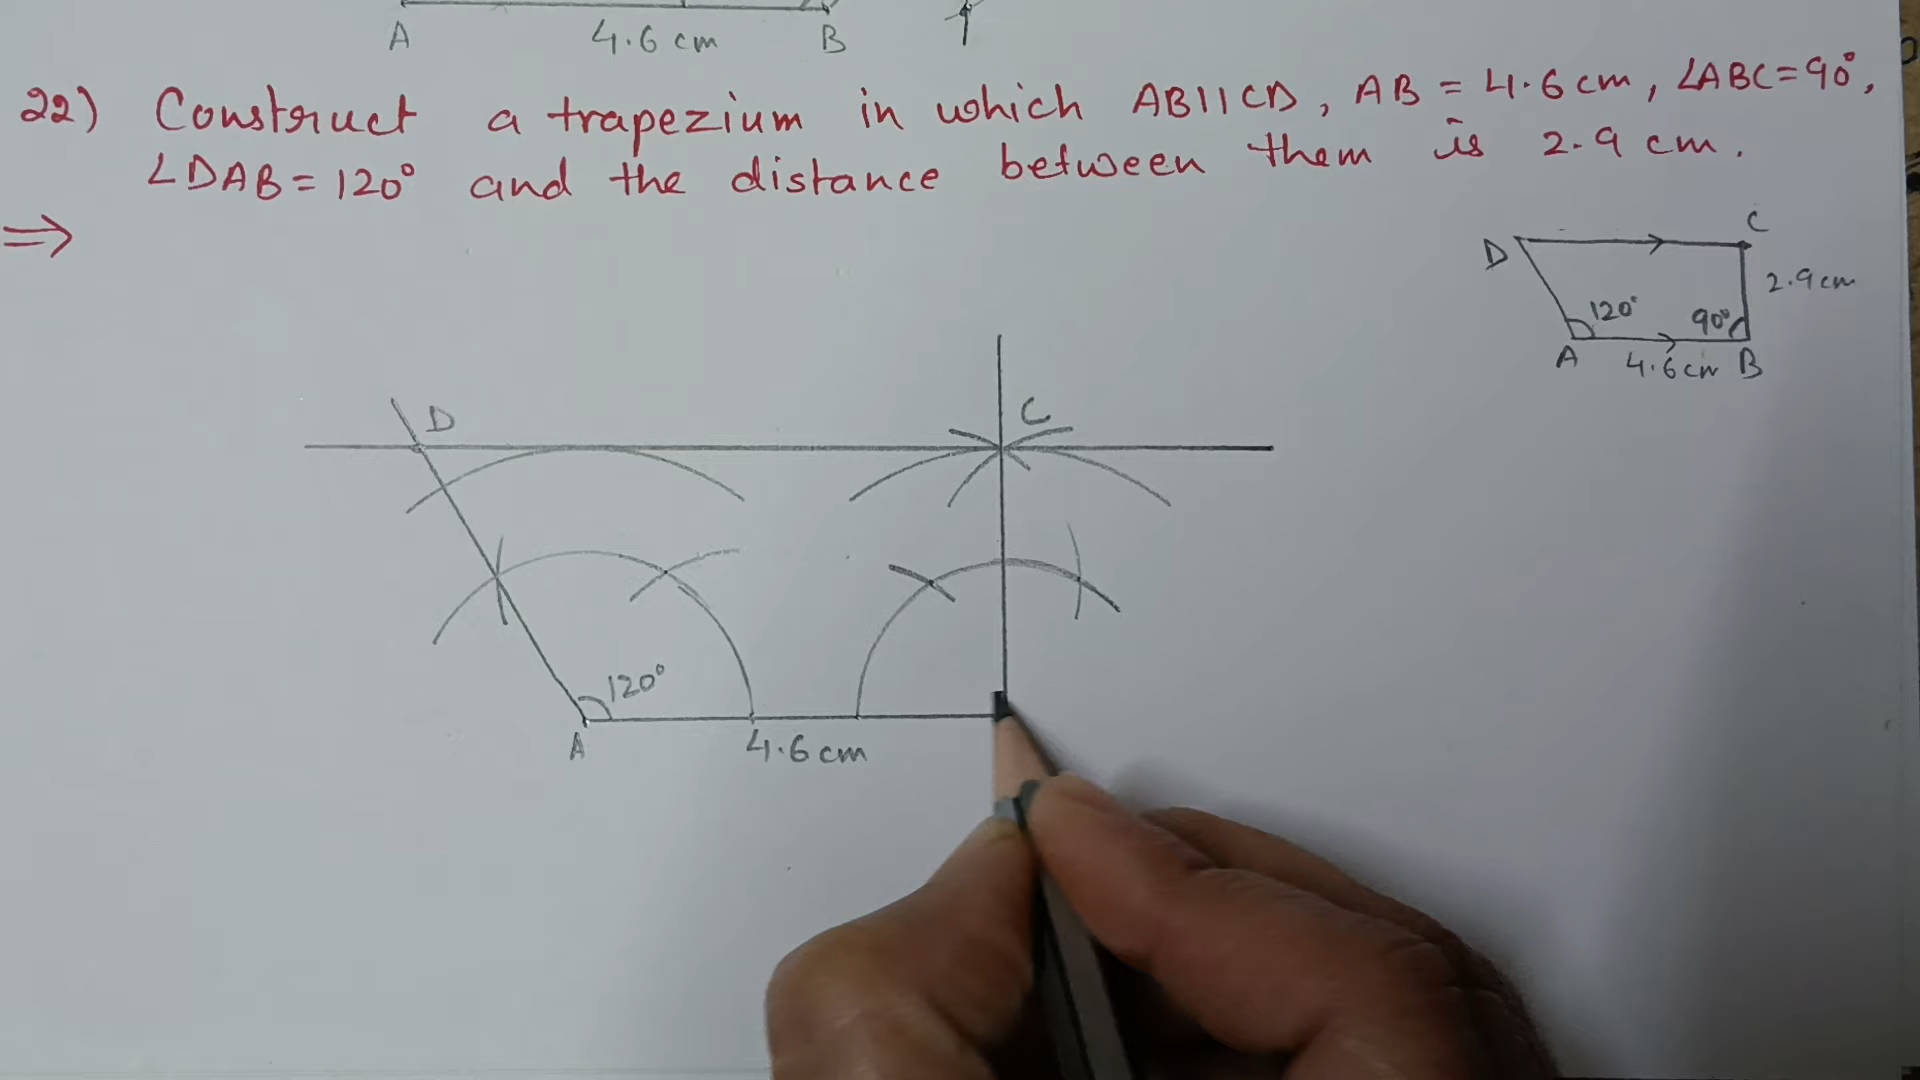 A 4.6 cm B
22) Construct a trapezium in which AB||CD, AB = 4.6 cm, ∠ABC=90°,
∠DAB = 120° and the distance between them is 2.9 cm.
⇒
C
D
2.9 cm
120° 90°
A 4.6 cm B
D C
120°
A 4.6 cm